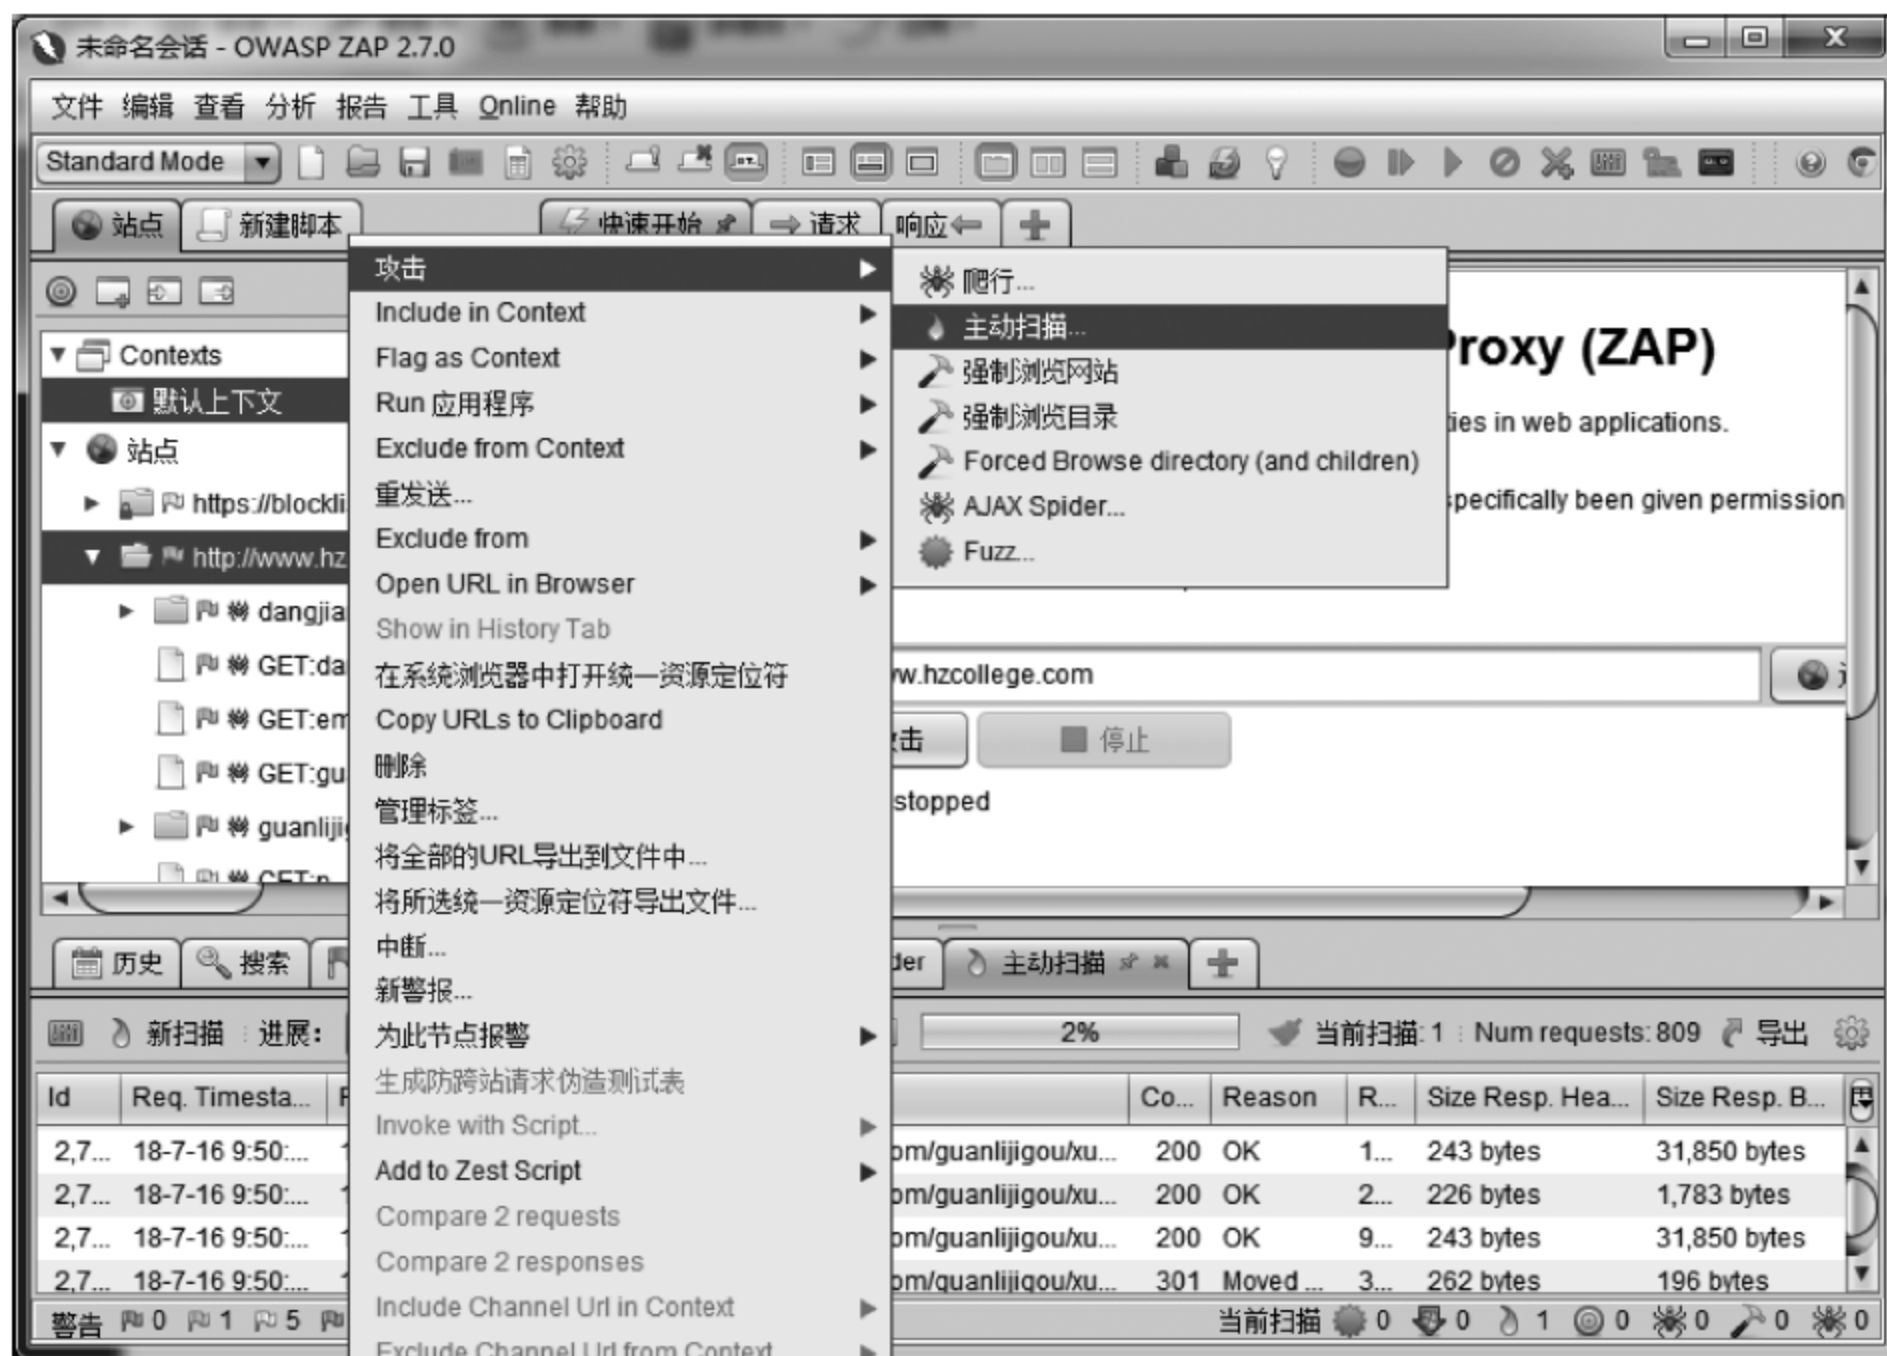 未命名会话 - OWASP ZAP 2.7.0
文件 编辑 查看 分析 报告 工具 Online 帮助
Standard Mode
站点 新建脚本 快速开始 请求 响应
攻击
Include in Context
Flag as Context
Run 应用程序
Exclude from Context
重发送...
Exclude from
Open URL in Browser
Show in History Tab
在系统浏览器中打开统一资源定位符
Copy URLs to Clipboard
删除
管理标签...
将全部的URL导出到文件中...
将所选统一资源定位符导出文件...
中断...
新警报...
为此节点报警
生成防跨站请求伪造测试表
Invoke with Script...
Add to Zest Script
Compare 2 requests
Compare 2 responses
Include Channel Url in Context
Exclude Channel Url from Context
爬行...
主动扫描...
强制浏览网站
强制浏览目录
Forced Browse directory (and children)
AJAX Spider...
Fuzz...
Contexts
默认上下文
站点
https://blockli
http://www.hz
dangjia
GET:da
GET:em
GET:gu
guanliji
GET:n
Proxy (ZAP)
ties in web applications.
specifically been given permission
w.hzcollege.com
击 停止
stopped
历史 搜索 der 主动扫描
新扫描 进展: 2% 当前扫描: 1 Num requests: 809 导出
Id Req. Timesta... Co... Reason R... Size Resp. Hea... Size Resp. B...
2,7... 18-7-16 9:50:... om/guanlijigou/xu... 200 OK 1... 243 bytes 31,850 bytes
2,7... 18-7-16 9:50:... om/guanlijigou/xu... 200 OK 2... 226 bytes 1,783 bytes
2,7... 18-7-16 9:50:... om/guanlijigou/xu... 200 OK 9... 243 bytes 31,850 bytes
2,7... 18-7-16 9:50:... om/guanlijigou/xu... 301 Moved ... 3... 262 bytes 196 bytes
警告 0 1 5 当前扫描 0 0 1 0 0 0 0